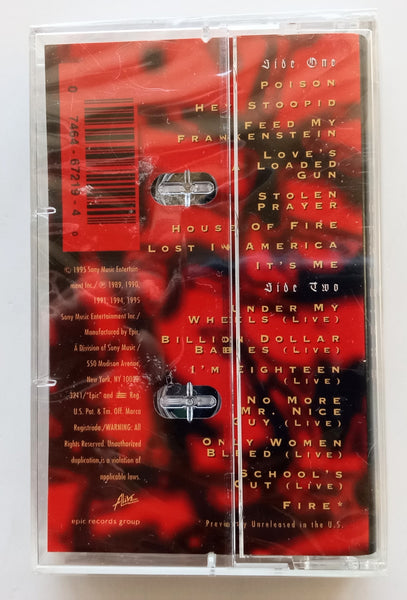 0 7464-67219-4 0
© 1995 Sony Music Entertain-
ment Inc./ ℗ 1989, 1990,
1991, 1994, 1995
Sony Music Entertainment Inc./
Manufactured by Epic,
A Division of Sony Music/
550 Madison Avenue,
New York, NY
3241/"Epic" and Reg.
U.S. Pat. & Tm. Off. Marca
Registrada./WARNING: All
Rights Reserved. Unauthorized
duplication is a violation of
applicable laws.
Alive
epic records group
Side One
Poison
Hey Stoopid
Feed My
Frankenstein
Love's
A Loaded
Gun
Stolen
Prayer
House of Fire
Lost In America
It's Me
Side Two
Under My
Wheels (Live)
Billion Dollar
Babies (Live)
I'm Eighteen
(Live)
No More
Mr. Nice
Guy (Live)
Only Women
Bleed (Live)
School's
Out (Live)
Fire*
* Previously Unreleased in the U.S.